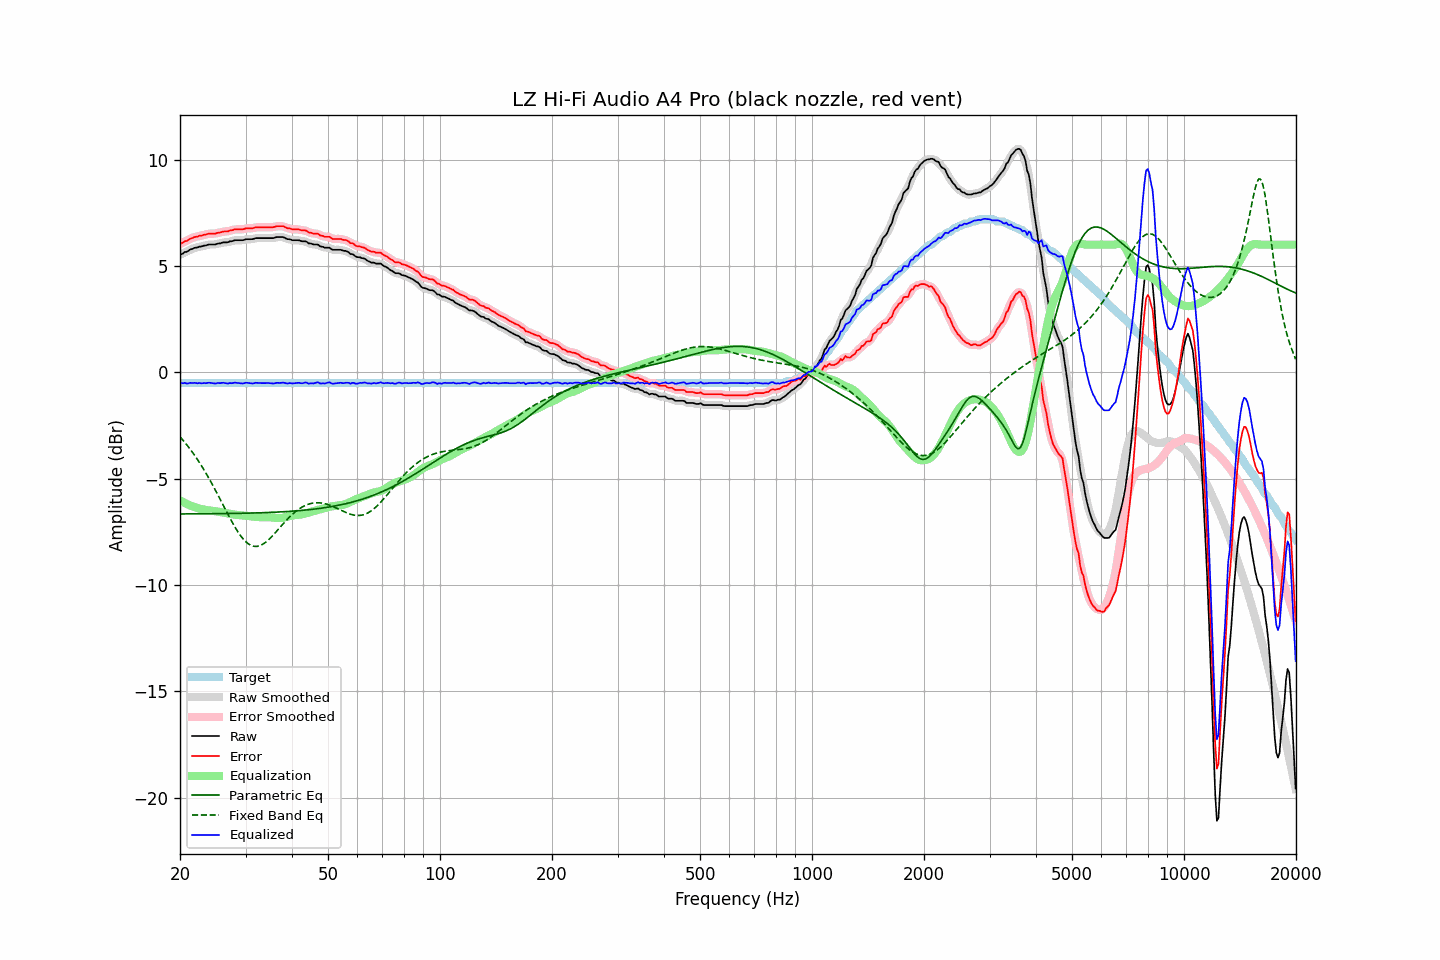 LZ Hi-Fi Audio A4 Pro (black nozzle, red vent)
10
5
0
−5
−10
−15
−20
Amplitude (dBr)
Target
Raw Smoothed
Error Smoothed
Raw
Error
Equalization
Parametric Eq
Fixed Band Eq
Equalized
20 50 100 200 500 1000 2000 5000 10000 20000
Frequency (Hz)